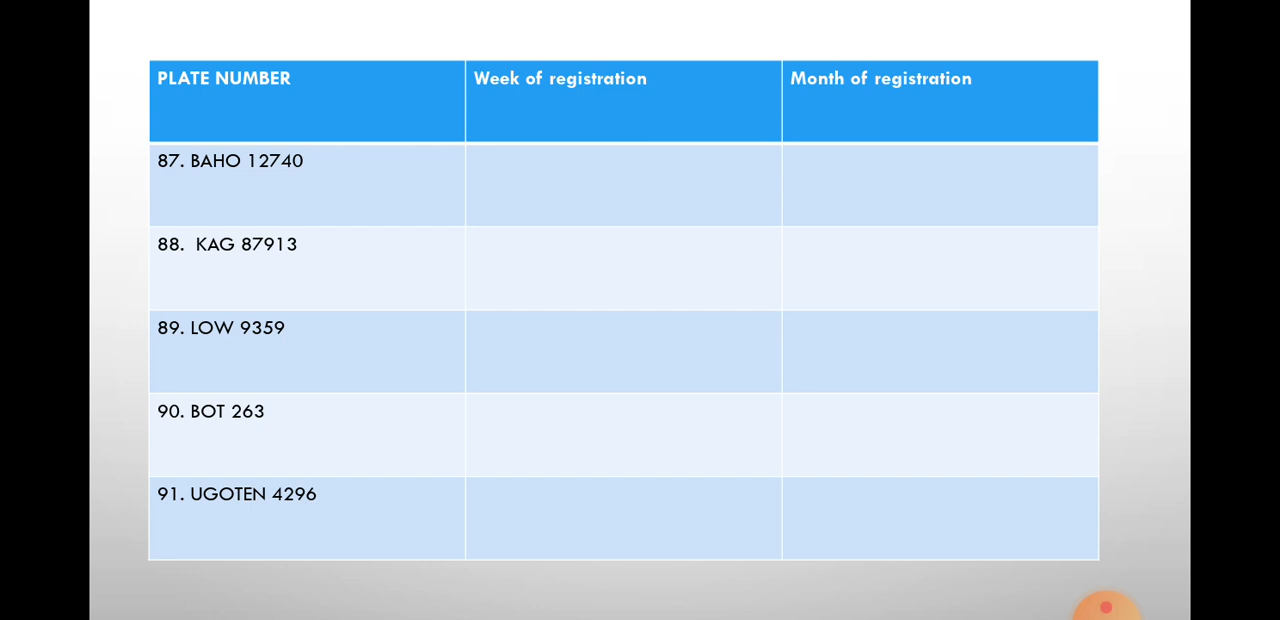 PLATE NUMBER
Week of registration
Month of registration
87. BAHO 12740
88. KAG 87913
89. LOW 9359
90. BOT 263
91. UGOTEN 4296